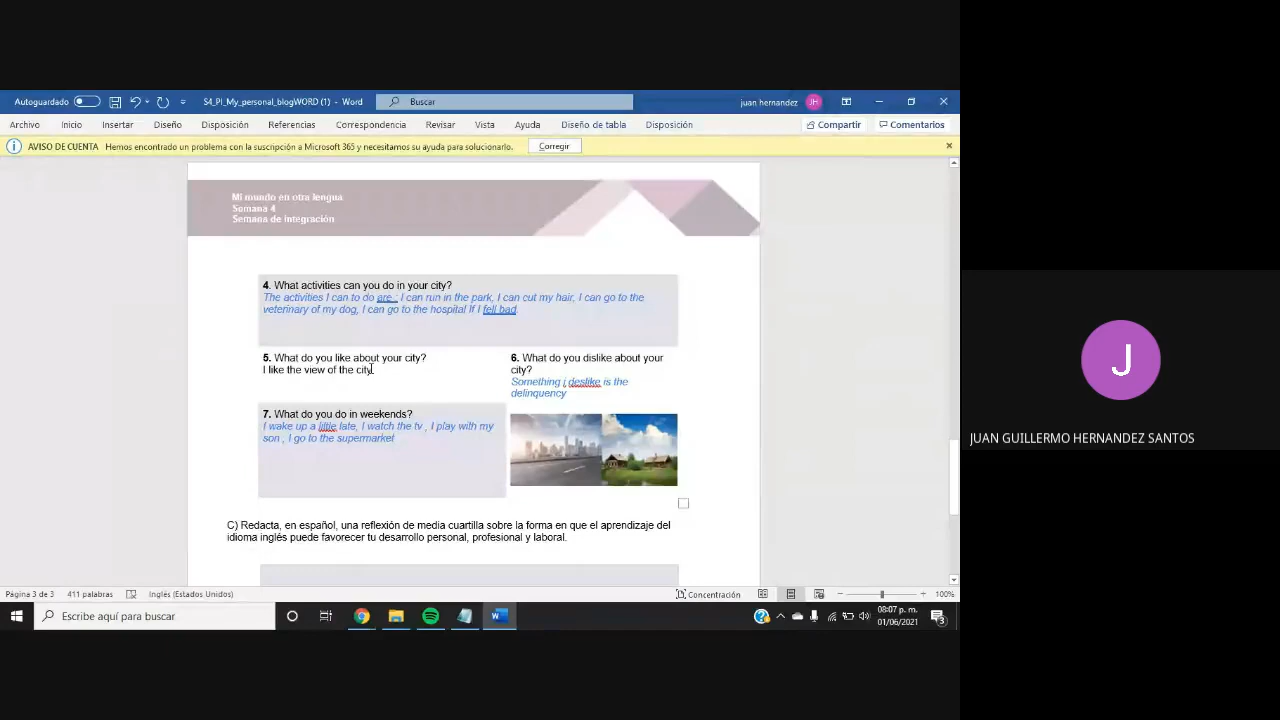 Autoguardado
S4_PI_My_personal_blogWORD (1) - Word
Buscar
juan hernandez
JH
Archivo Inicio Insertar Diseño Disposición Referencias Correspondencia Revisar Vista Ayuda Diseño de tabla Disposición
Compartir
Comentarios
AVISO DE CUENTA Hemos encontrado un problema con la suscripción a Microsoft 365 y necesitamos su ayuda para solucionarlo.
Corregir
Mi mundo en otra lengua
Semana 4
Semana de integración
4. What activities can you do in your city?
The activities I can to do are : I can run in the park, I can cut my hair, I can go to the
veterinary of my dog, I can go to the hospital If I fell bad.
5. What do you like about your city?
I like the view of the city
6. What do you dislike about your
city?
Something i deslike is the
delinquency
7. What do you do in weekends?
I wake up a little late, I watch the tv , I play with my
son , I go to the supermarket
C) Redacta, en español, una reflexión de media cuartilla sobre la forma en que el aprendizaje del
idioma inglés puede favorecer tu desarrollo personal, profesional y laboral.
Página 3 de 3 411 palabras Inglés (Estados Unidos)
Concentración
100%
Escribe aquí para buscar
08:07 p. m.
01/06/2021
3
J
JUAN GUILLERMO HERNANDEZ SANTOS